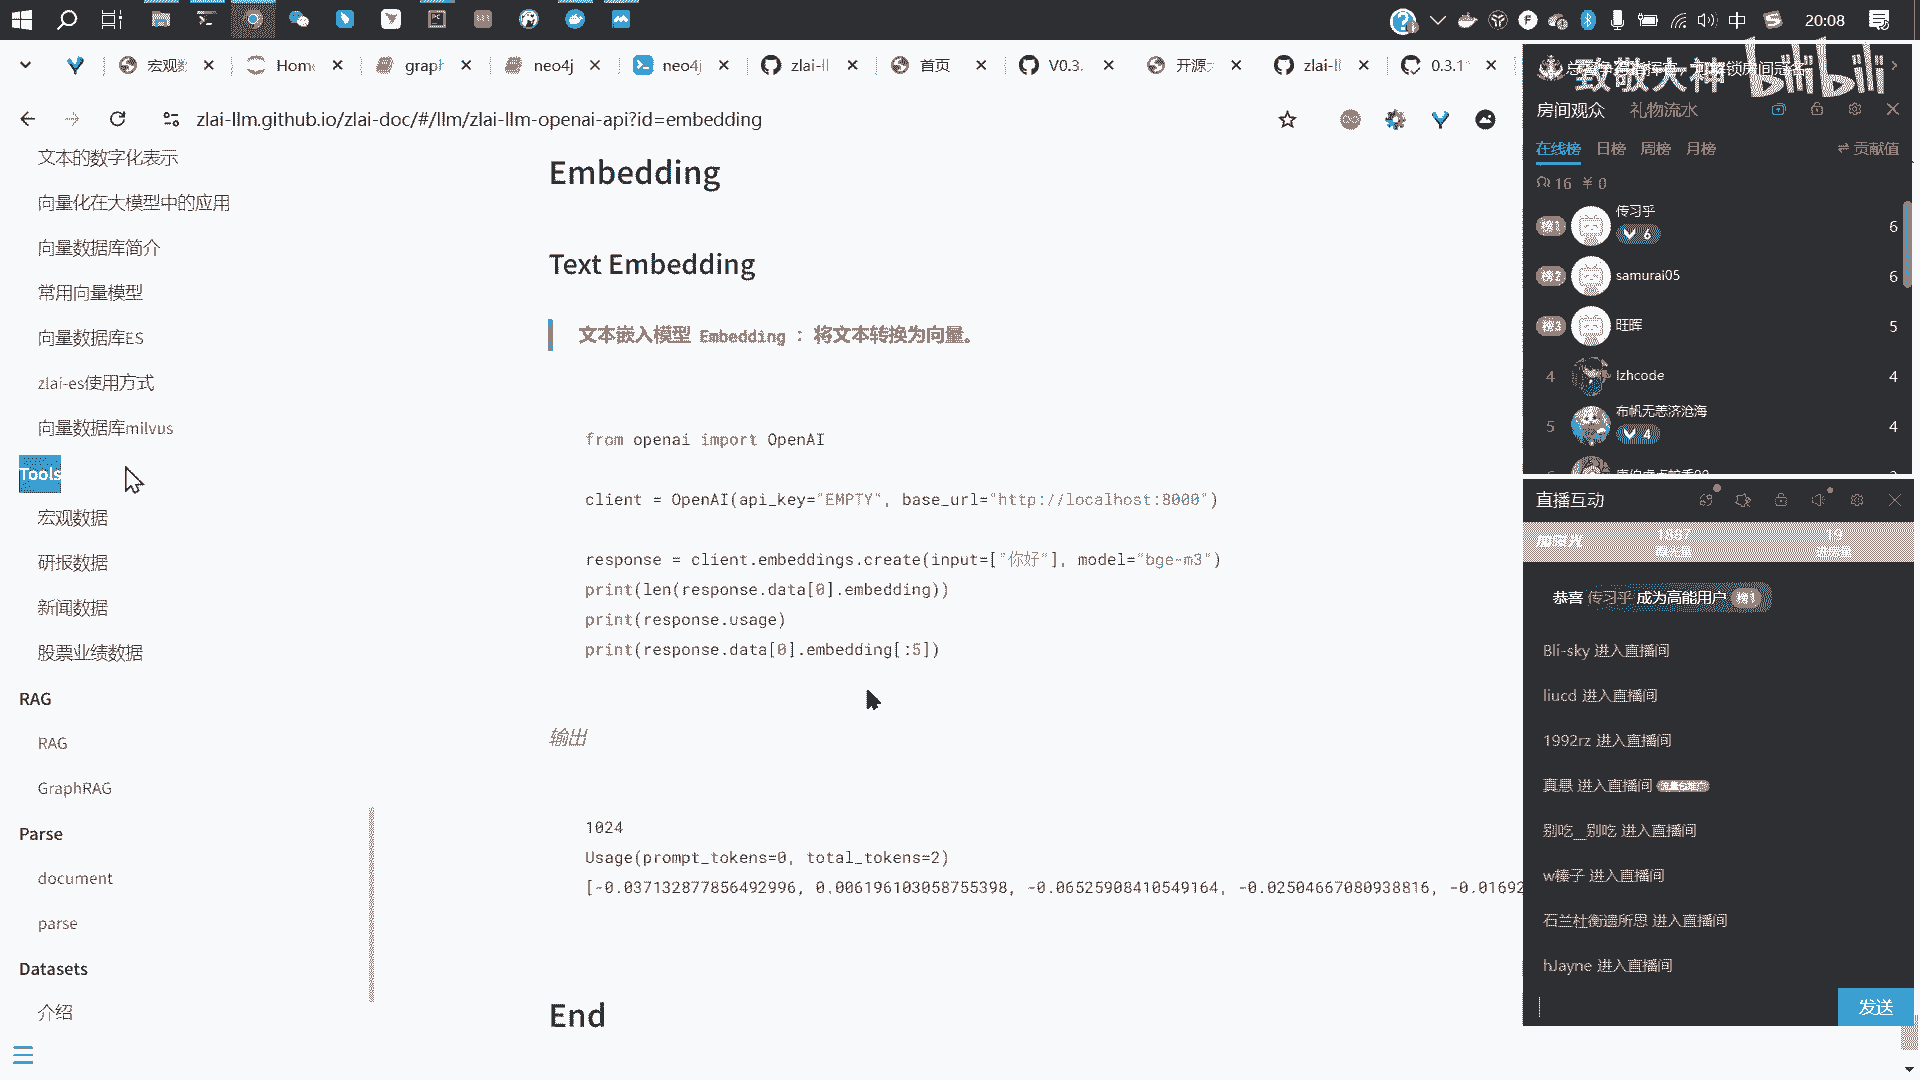 20:08
中
宏观数
Home
graph
neo4j
neo4j
zlai-ll
首页
V0.3.
开源大
zlai-ll
0.3.1
zlai-llm.github.io/zlai-doc/#/llm/zlai-llm-openai-api?id=embedding
文本的数字化表示
向量化在大模型中的应用
向量数据库简介
常用向量模型
向量数据库ES
zlai-es使用方式
向量数据库milvus
Tools
宏观数据
研报数据
新闻数据
股票业绩数据
RAG
RAG
GraphRAG
Parse
document
parse
Datasets
介绍
Embedding
Text Embedding
文本嵌入模型 Embedding ： 将文本转换为向量。
from openai import OpenAI
client = OpenAI(api_key="EMPTY", base_url="http://localhost:8000")
response = client.embeddings.create(input=["你好"], model="bge-m3")
print(len(response.data[0].embedding))
print(response.usage)
print(response.data[0].embedding[:5])
输出
1024
Usage(prompt_tokens=0, total_tokens=2)
[-0.037132877856492996, 0.006196103058755398, -0.06525908410549164, -0.02504667080938816, -0.01692
End
致敬大神
bilibili
房间观众 礼物流水
在线榜 日榜 周榜 月榜 贡献值
16 ¥ 0
榜1 传习乎 6
6
榜2 samurai05 6
榜3 旺晖 5
4 lzhcode 4
5 布帆无恙济沧海 4
4
直播互动
1887 19
恭喜 传习乎 成为高能用户 榜1
Bli-sky 进入直播间
liucd 进入直播间
1992rz 进入直播间
真悬 进入直播间
别吃__别吃 进入直播间
w榛子 进入直播间
石兰杜衡遗所思 进入直播间
hJayne 进入直播间
发送